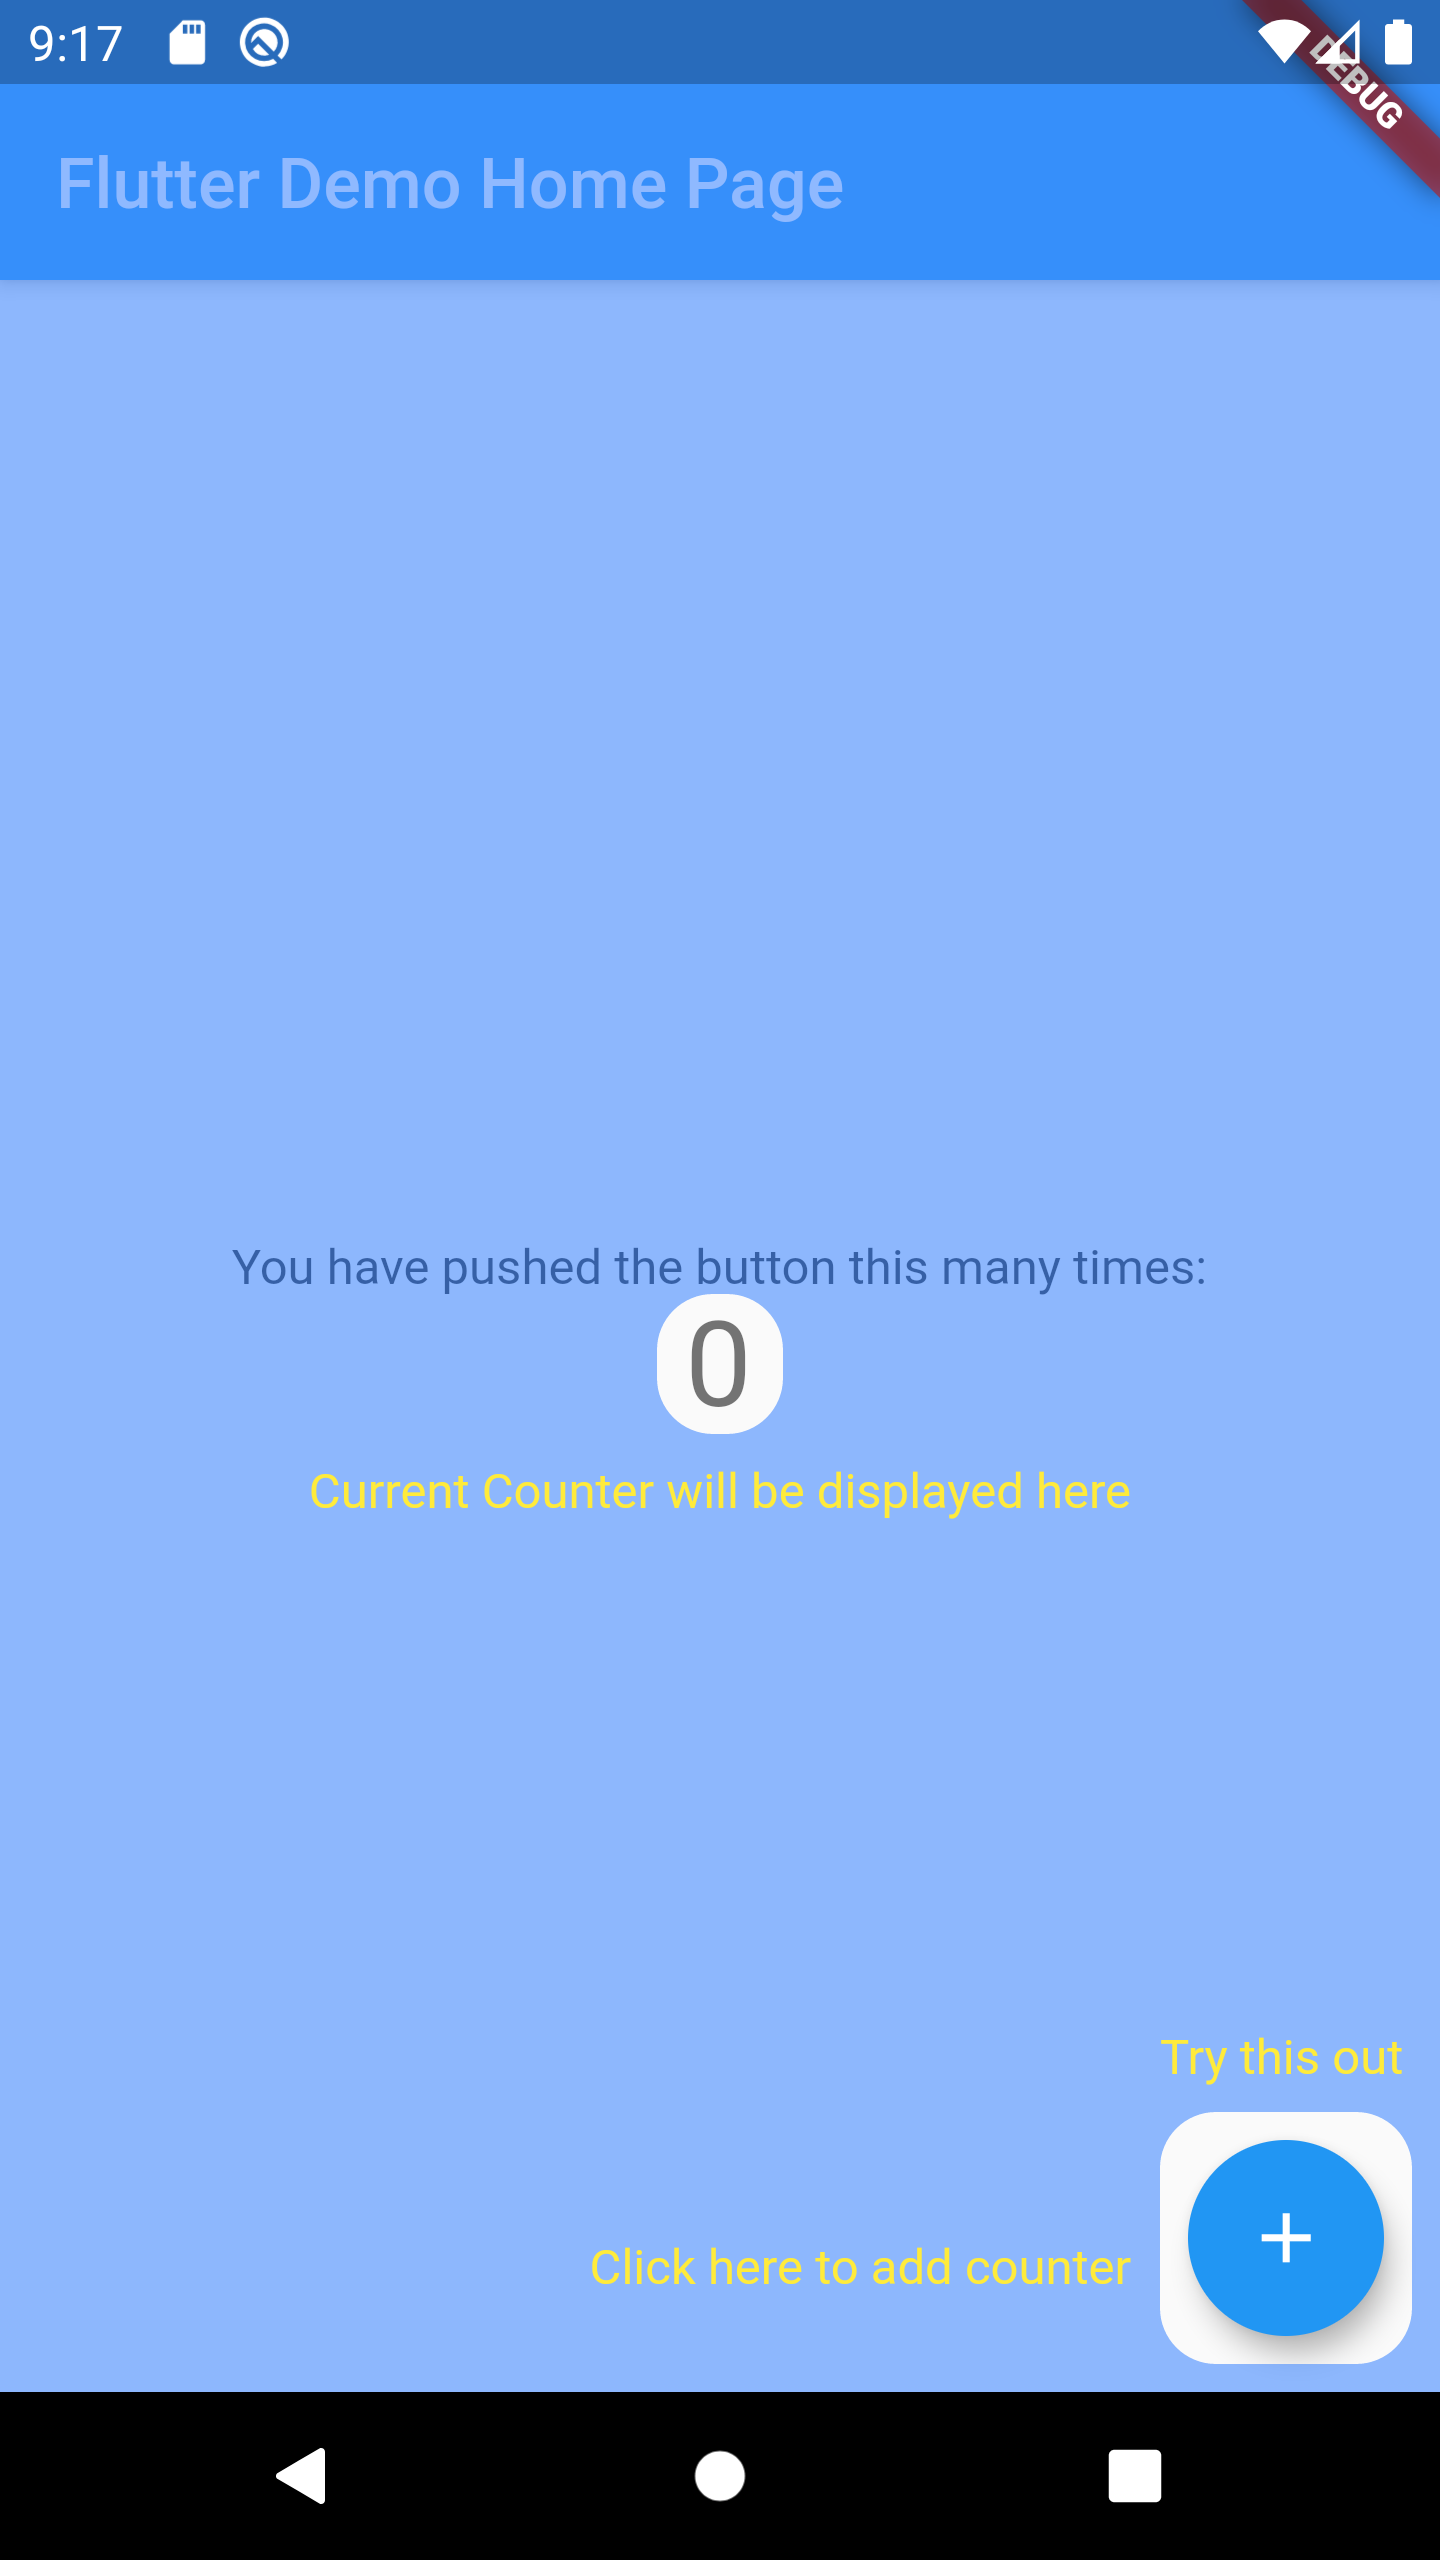 9:17
DEBUG
Flutter Demo Home Page
You have pushed the button this many times:
0
Current Counter will be displayed here
Try this out
Click here to add counter